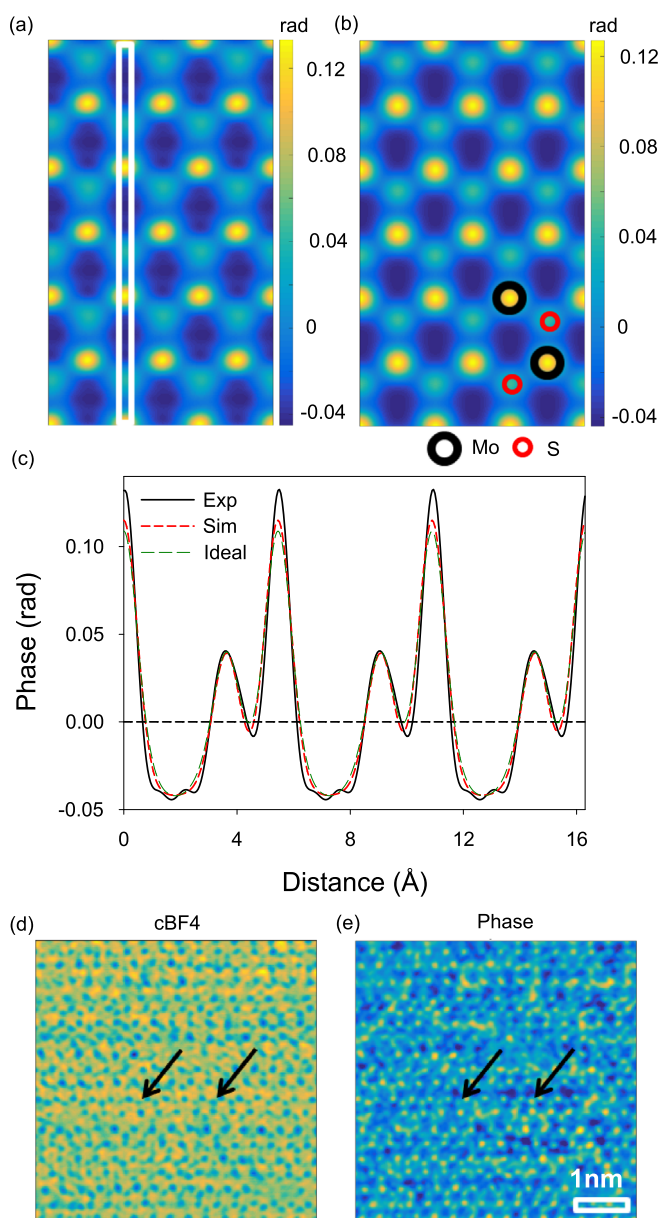 (a)
rad
0.12
0.08
0.04
0
-0.04
(b)
rad
0.12
0.08
0.04
0
-0.04
Mo
S
(c)
Exp
Sim
Ideal
0.10
0.05
0.00
-0.05
Phase (rad)
0
4
8
12
16
Distance (Å)
(d)
cBF4
(e)
Phase
1nm